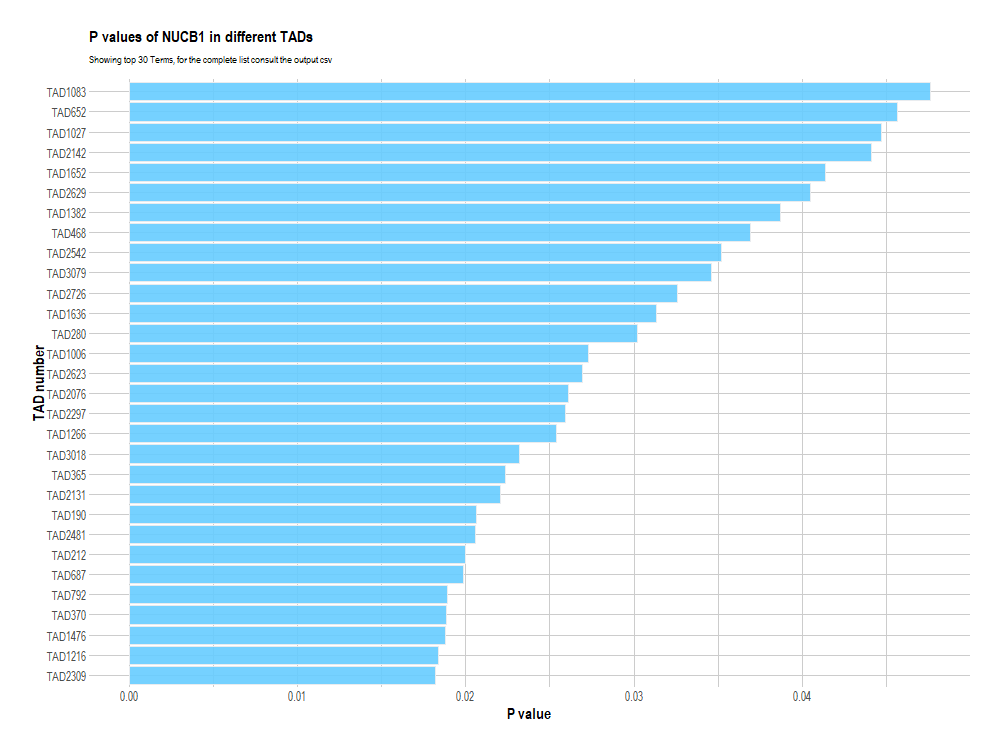 P values of NUCB1 in different TADs
Showing top 30 Terms, for the complete list consult the output csv
TAD number
TAD1083
TAD652
TAD1027
TAD2142
TAD1652
TAD2629
TAD1382
TAD468
TAD2542
TAD3079
TAD2726
TAD1636
TAD280
TAD1006
TAD2623
TAD2076
TAD2297
TAD1266
TAD3018
TAD365
TAD2131
TAD190
TAD2481
TAD212
TAD687
TAD792
TAD370
TAD1476
TAD1216
TAD2309
0.00 0.01 0.02 0.03 0.04
P value